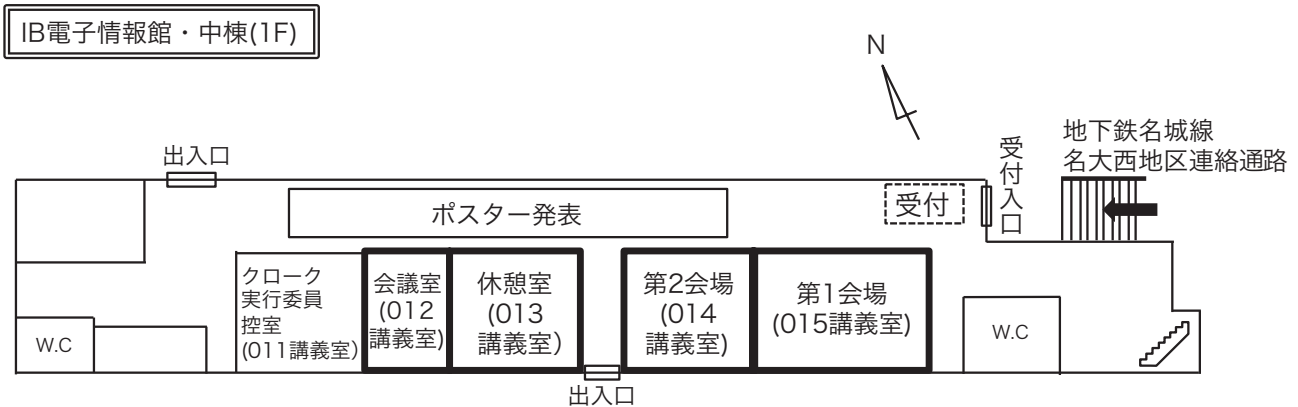 IB電子情報館・中棟(1F)
N
地下鉄名城線
名大西地区連絡通路
出入口
受付入口
受付
ポスター発表
クローク
実行委員
控室
(011講義室)
会議室
(012
講義室)
休憩室
(013
講義室)
第2会場
(014
講義室)
第1会場
(015講義室)
W.C
W.C
出入口